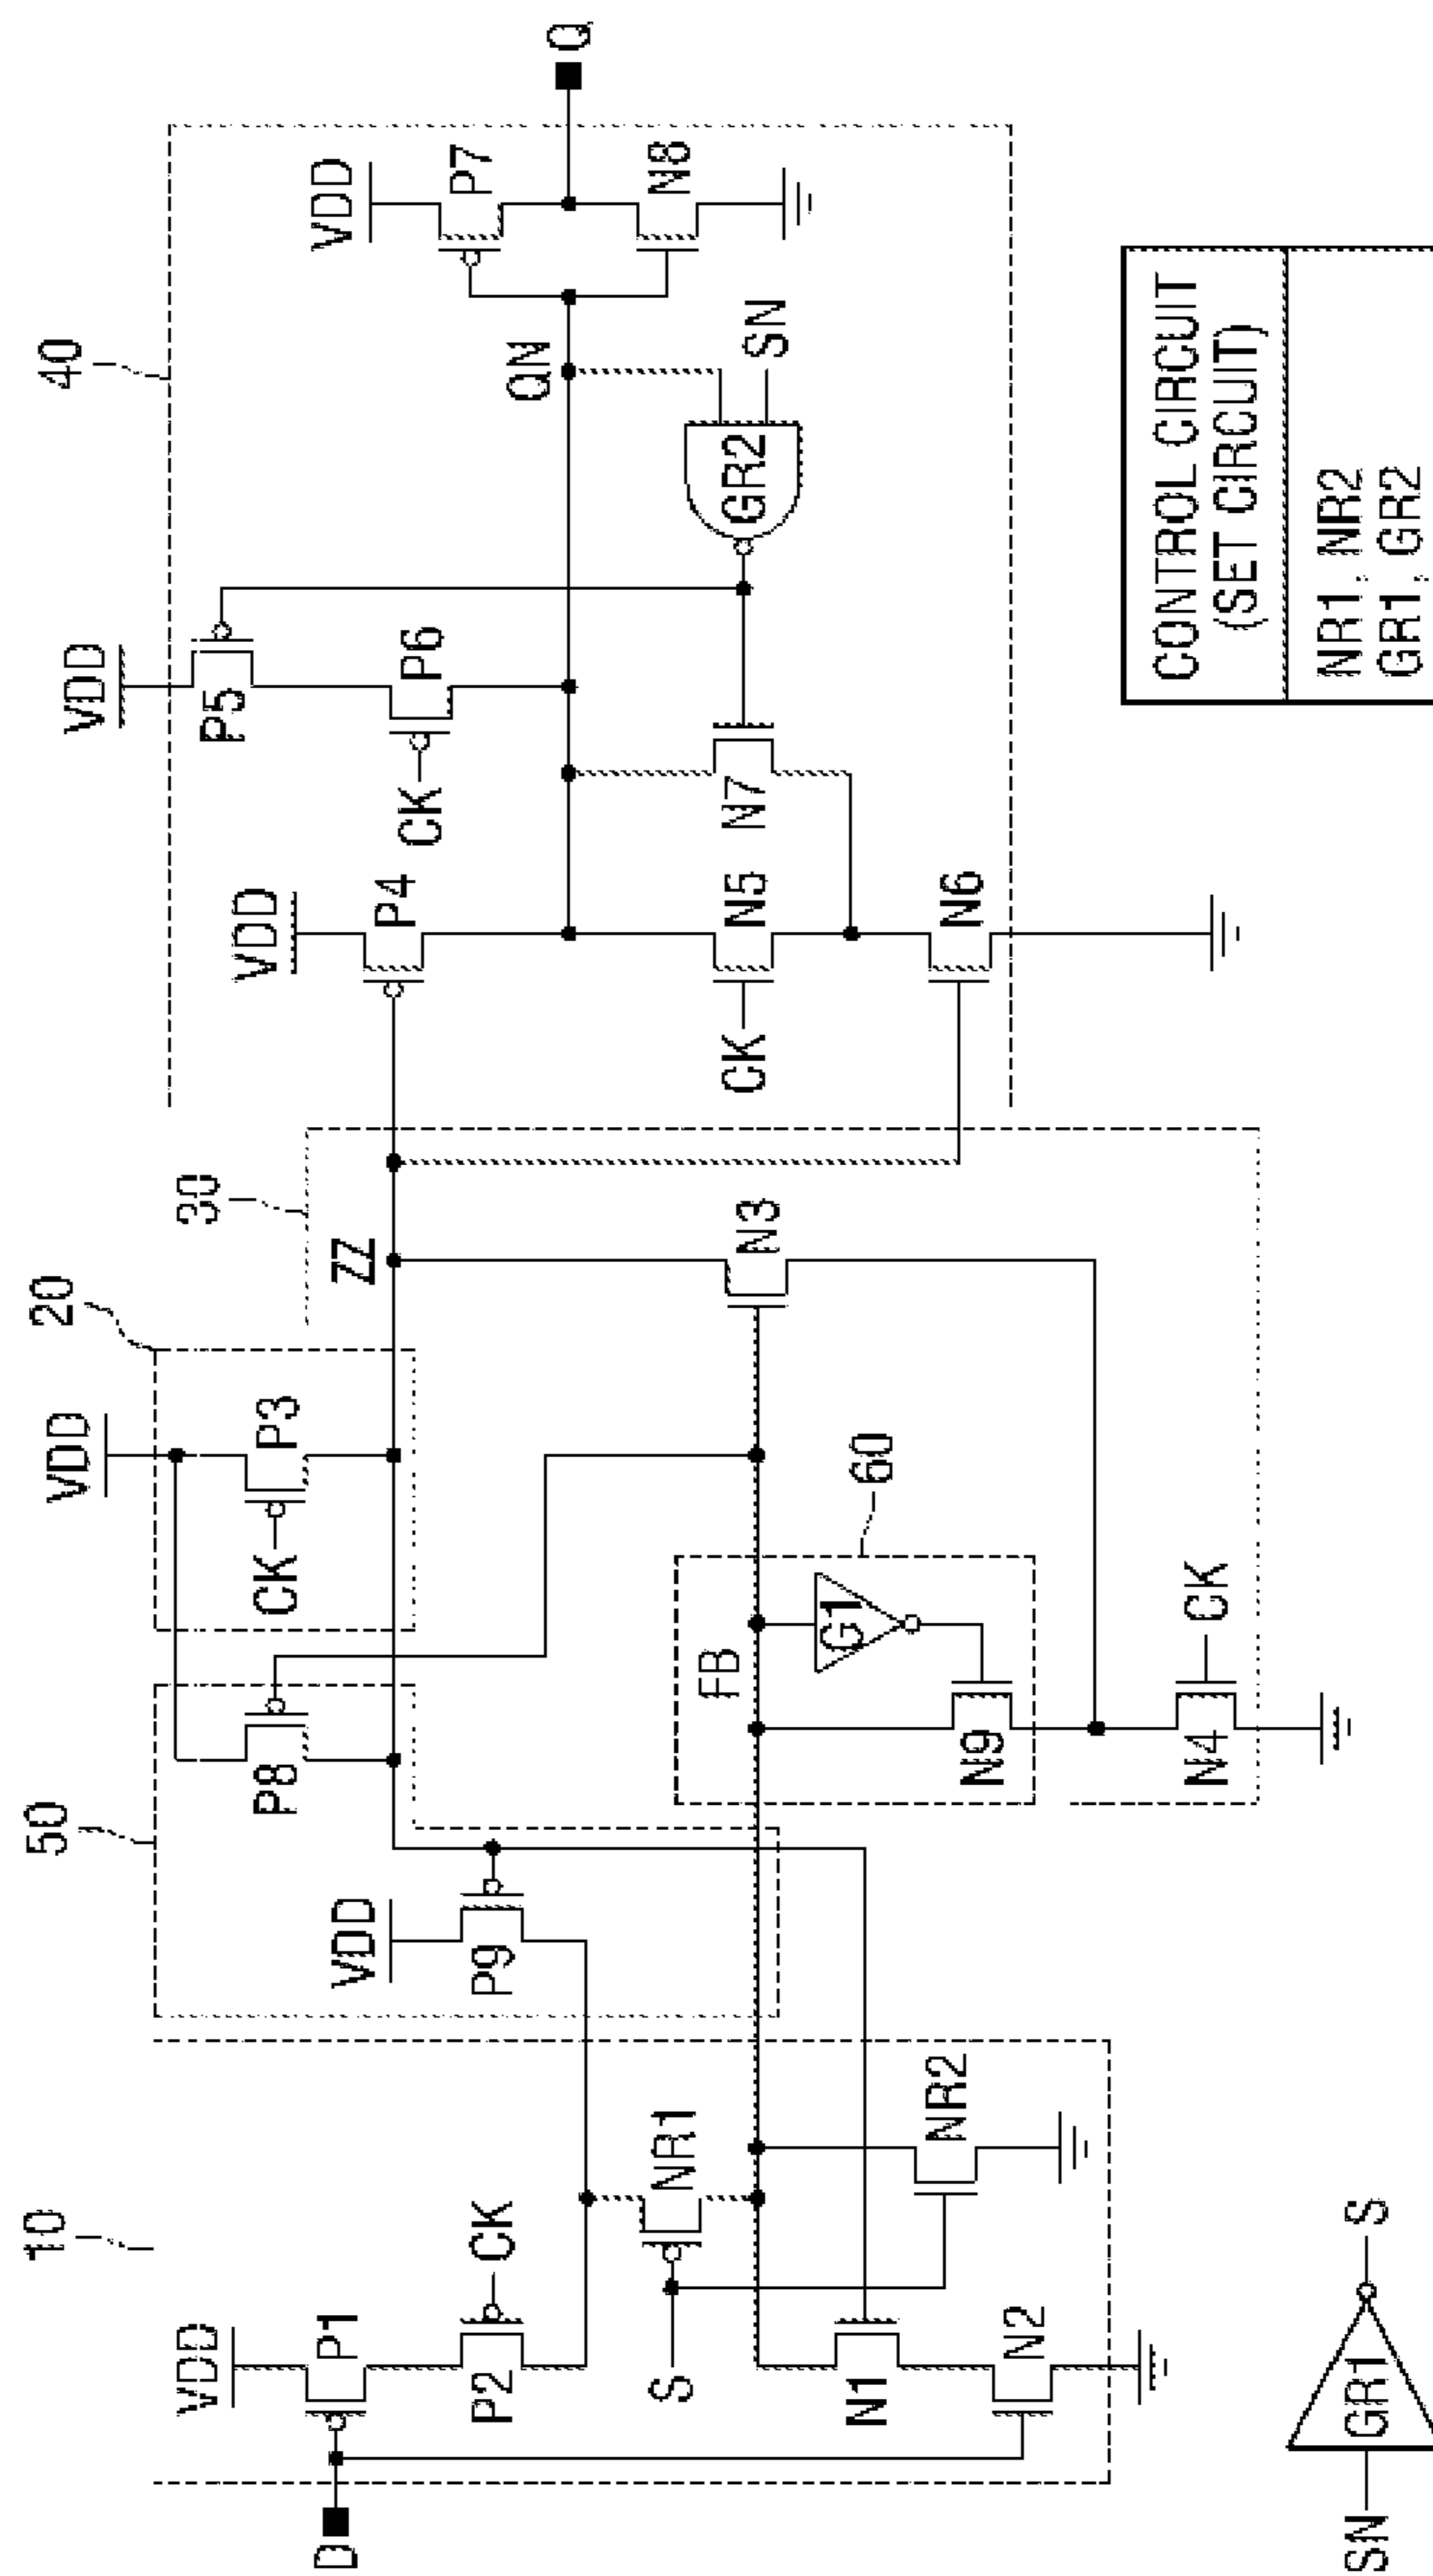 10
50
20
30
40
VDD
P1
P2
CK
D
S
NR1
N1
N2
NR2
VDD
P9
P8
VDD
P3
CK
ZZ
FB
G1
60
N9
N3
N4
CK
VDD
P4
CK
N5
N6
N7
VDD
P5
CK
P6
QN
GR2
SN
VDD
P7
N8
Q
SN
GR1
S
CONTROL CIRCUIT
(SET CIRCUIT)
NR1, NR2
GR1, GR2